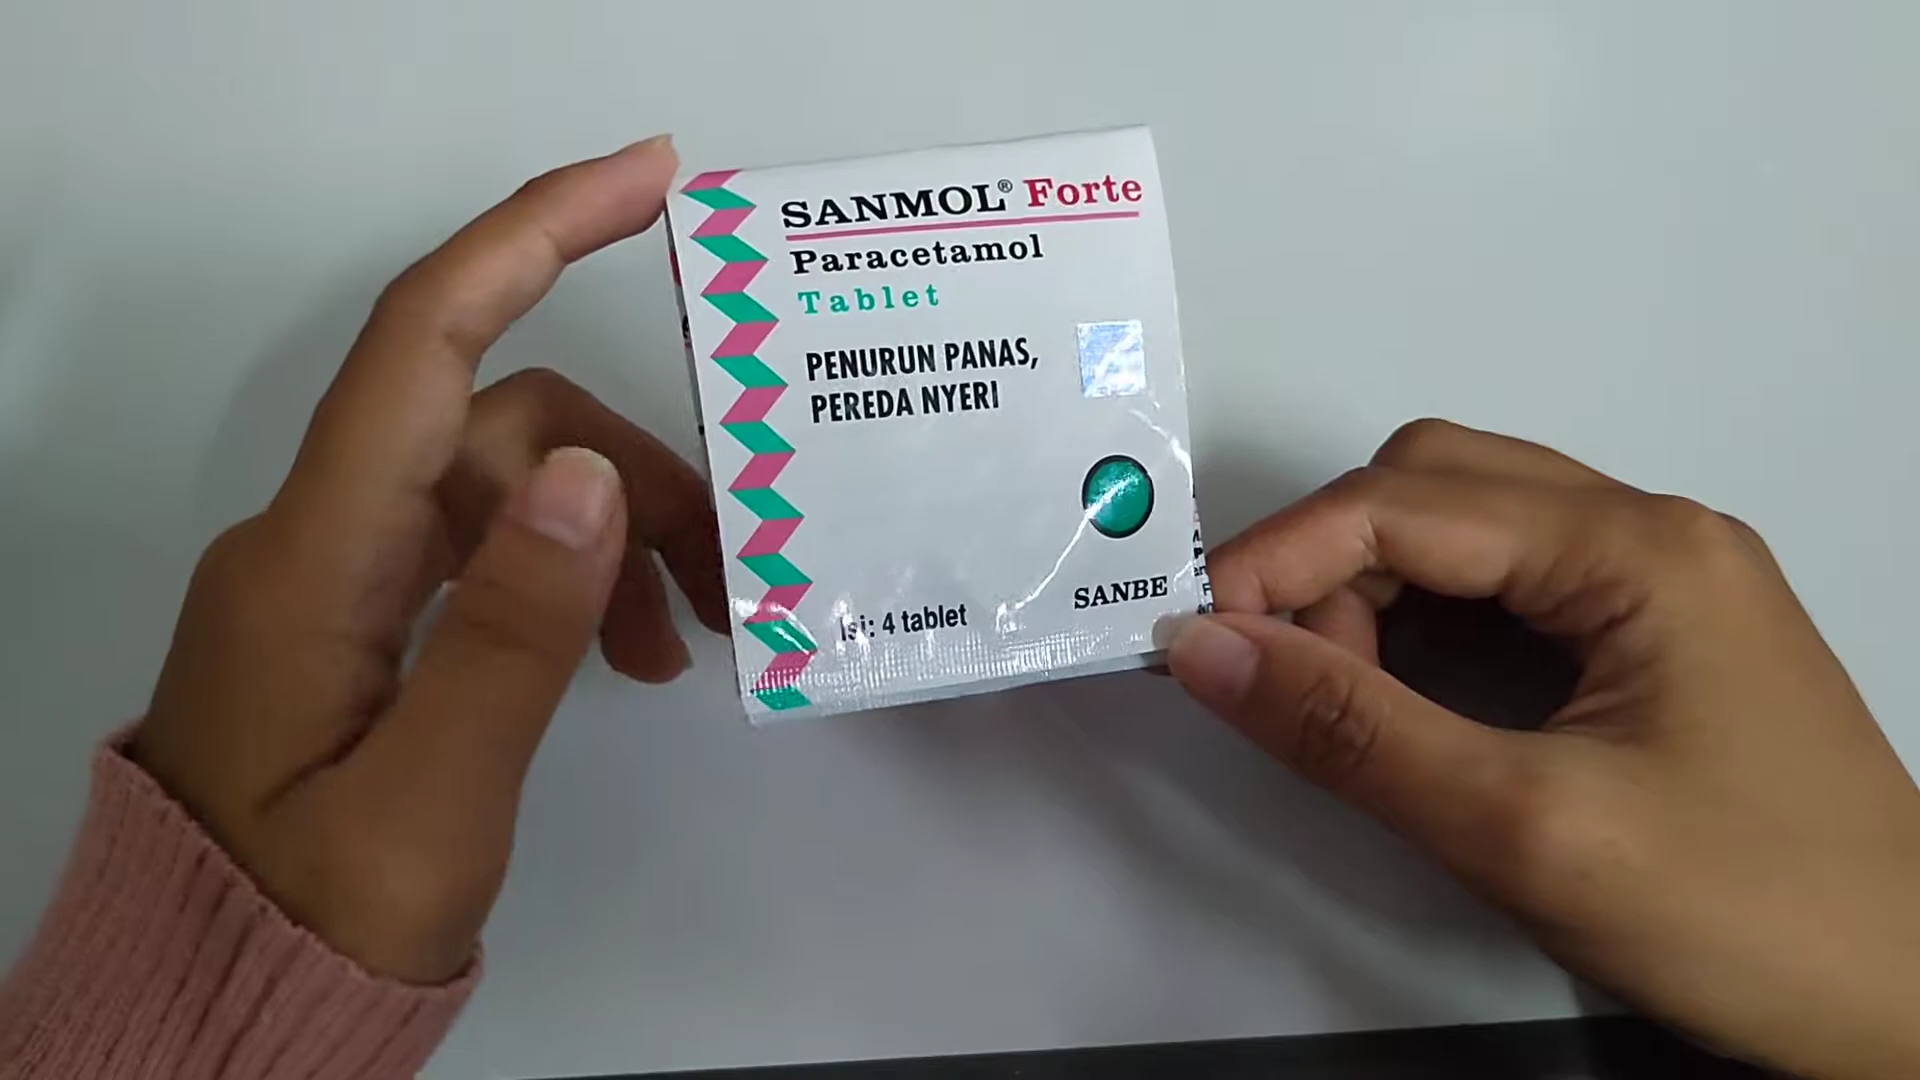 SANMOL® Forte
Paracetamol
Tablet
PENURUN PANAS,
PEREDA NYERI
SANBE
Isi: 4 tablet